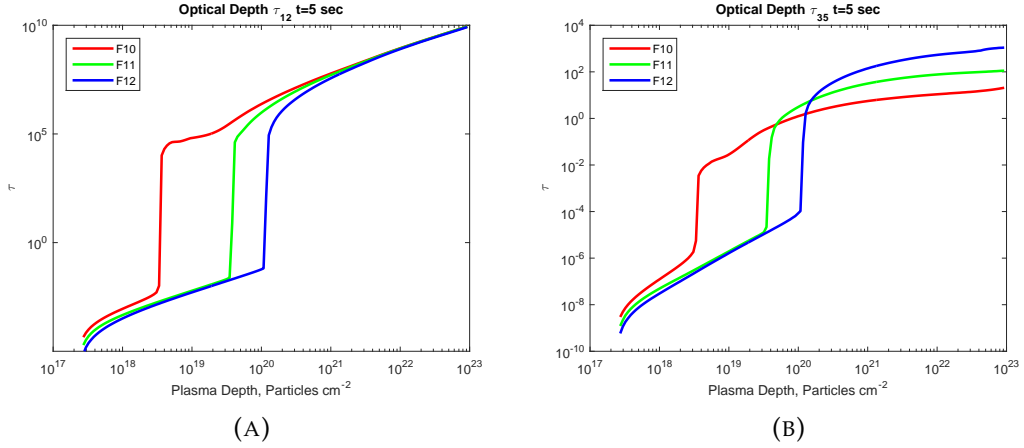 Optical Depth τ12 t=5 sec
F10
F11
F12
10^10
10^5
10^0
τ
10^17 10^18 10^19 10^20 10^21 10^22 10^23
Plasma Depth, Particles cm^-2
(A)
Optical Depth τ35 t=5 sec
F10
F11
F12
10^4
10^2
10^0
10^-2
10^-4
10^-6
10^-8
10^-10
τ
10^17 10^18 10^19 10^20 10^21 10^22 10^23
Plasma Depth, Particles cm^-2
(B)